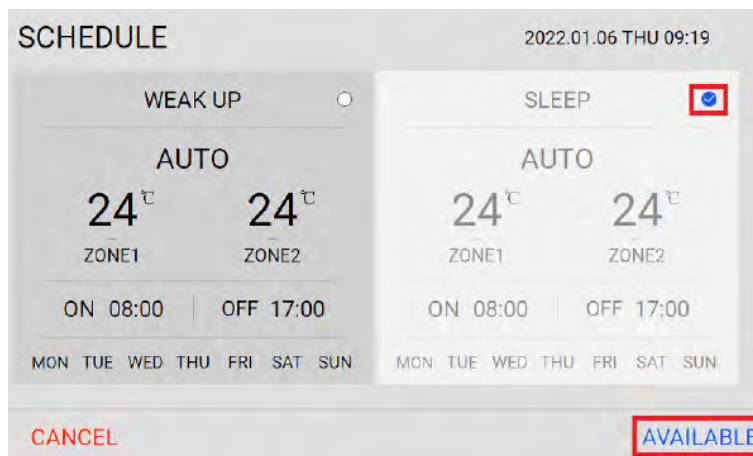 SCHEDULE
2022.01.06 THU 09:19
WEAK UP
AUTO
24℃ 24℃
ZONE1 ZONE2
ON 08:00 OFF 17:00
MON TUE WED THU FRI SAT SUN
SLEEP
AUTO
24℃ 24℃
ZONE1 ZONE2
ON 08:00 OFF 17:00
MON TUE WED THU FRI SAT SUN
CANCEL
AVAILABLE